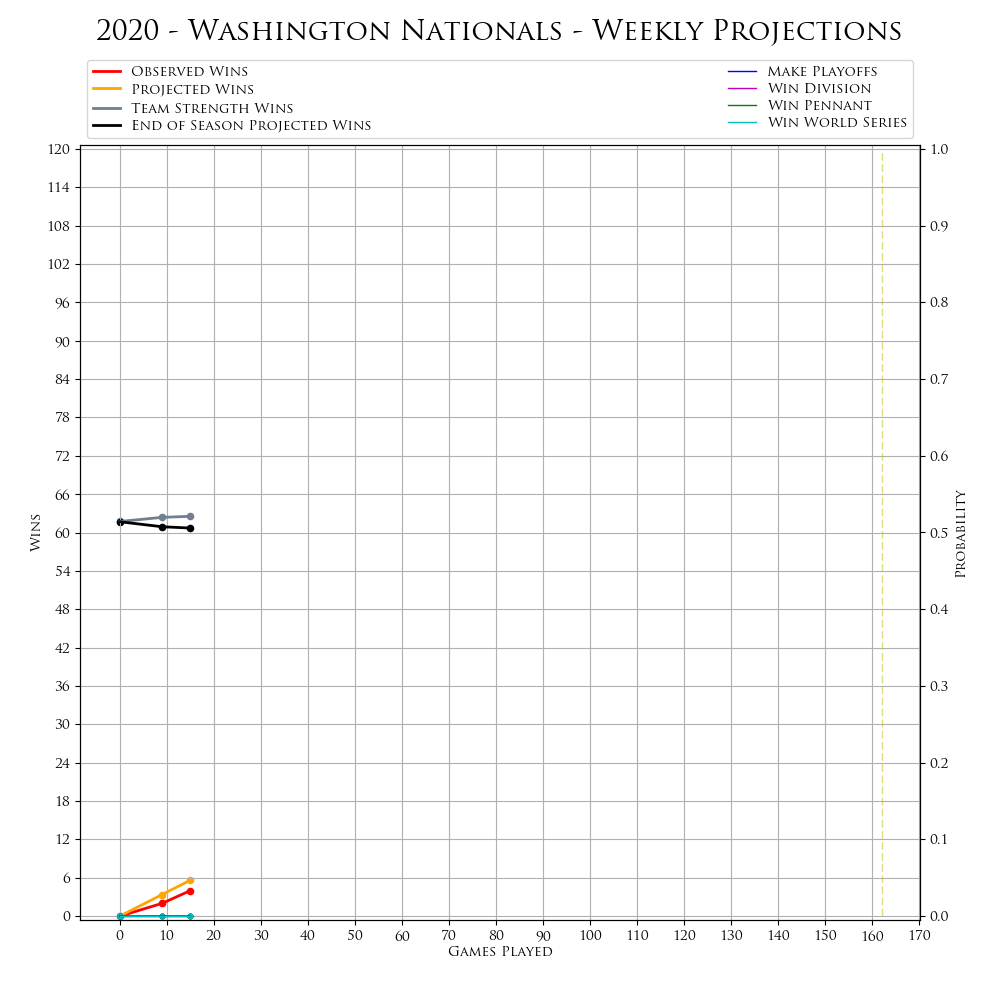 2020 - Washington Nationals - Weekly Projections
Observed Wins
Projected Wins
Team Strength Wins
End of Season Projected Wins
Make Playoffs
Win Division
Win Pennant
Win World Series
120
114
108
102
96
90
84
78
72
66
60
54
48
42
36
30
24
18
12
6
0
Wins
1.0
0.9
0.8
0.7
0.6
0.5
0.4
0.3
0.2
0.1
0.0
Probability
0 10 20 30 40 50 60 70 80 90 100 110 120 130 140 150 160 170
Games Played